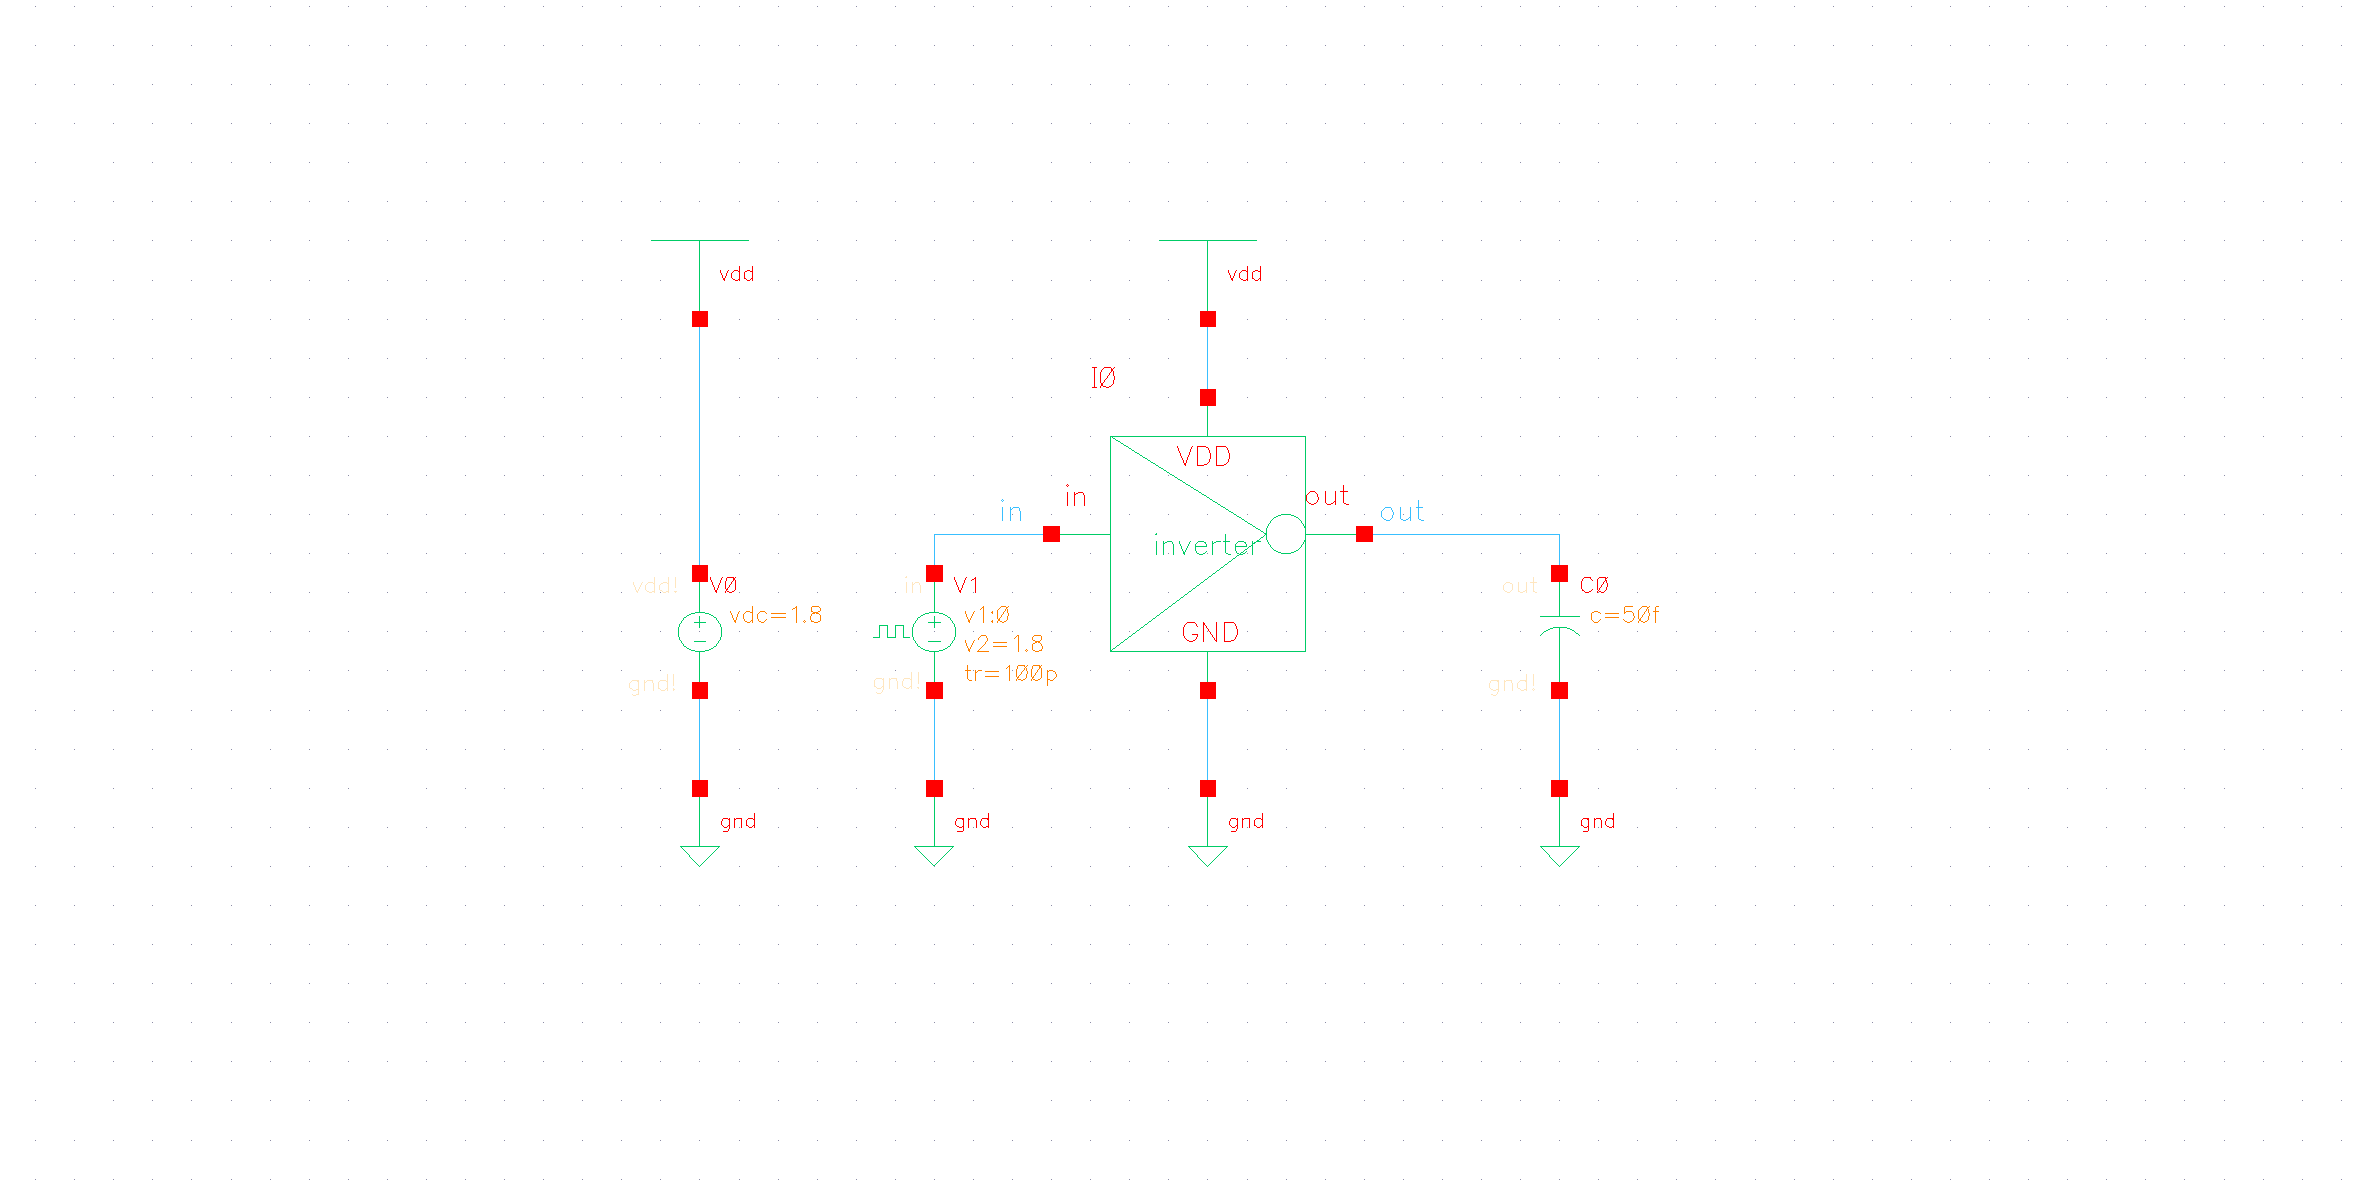 vdd
vdd
IØ
VDD
in
out
in
out
inverter
vdd!
VØ
in
V1
out
CØ
vdc=1.8
v1:Ø
c=5Øf
v2=1.8
GND
tr=1ØØp
gnd!
gnd!
gnd!
gnd
gnd
gnd
gnd